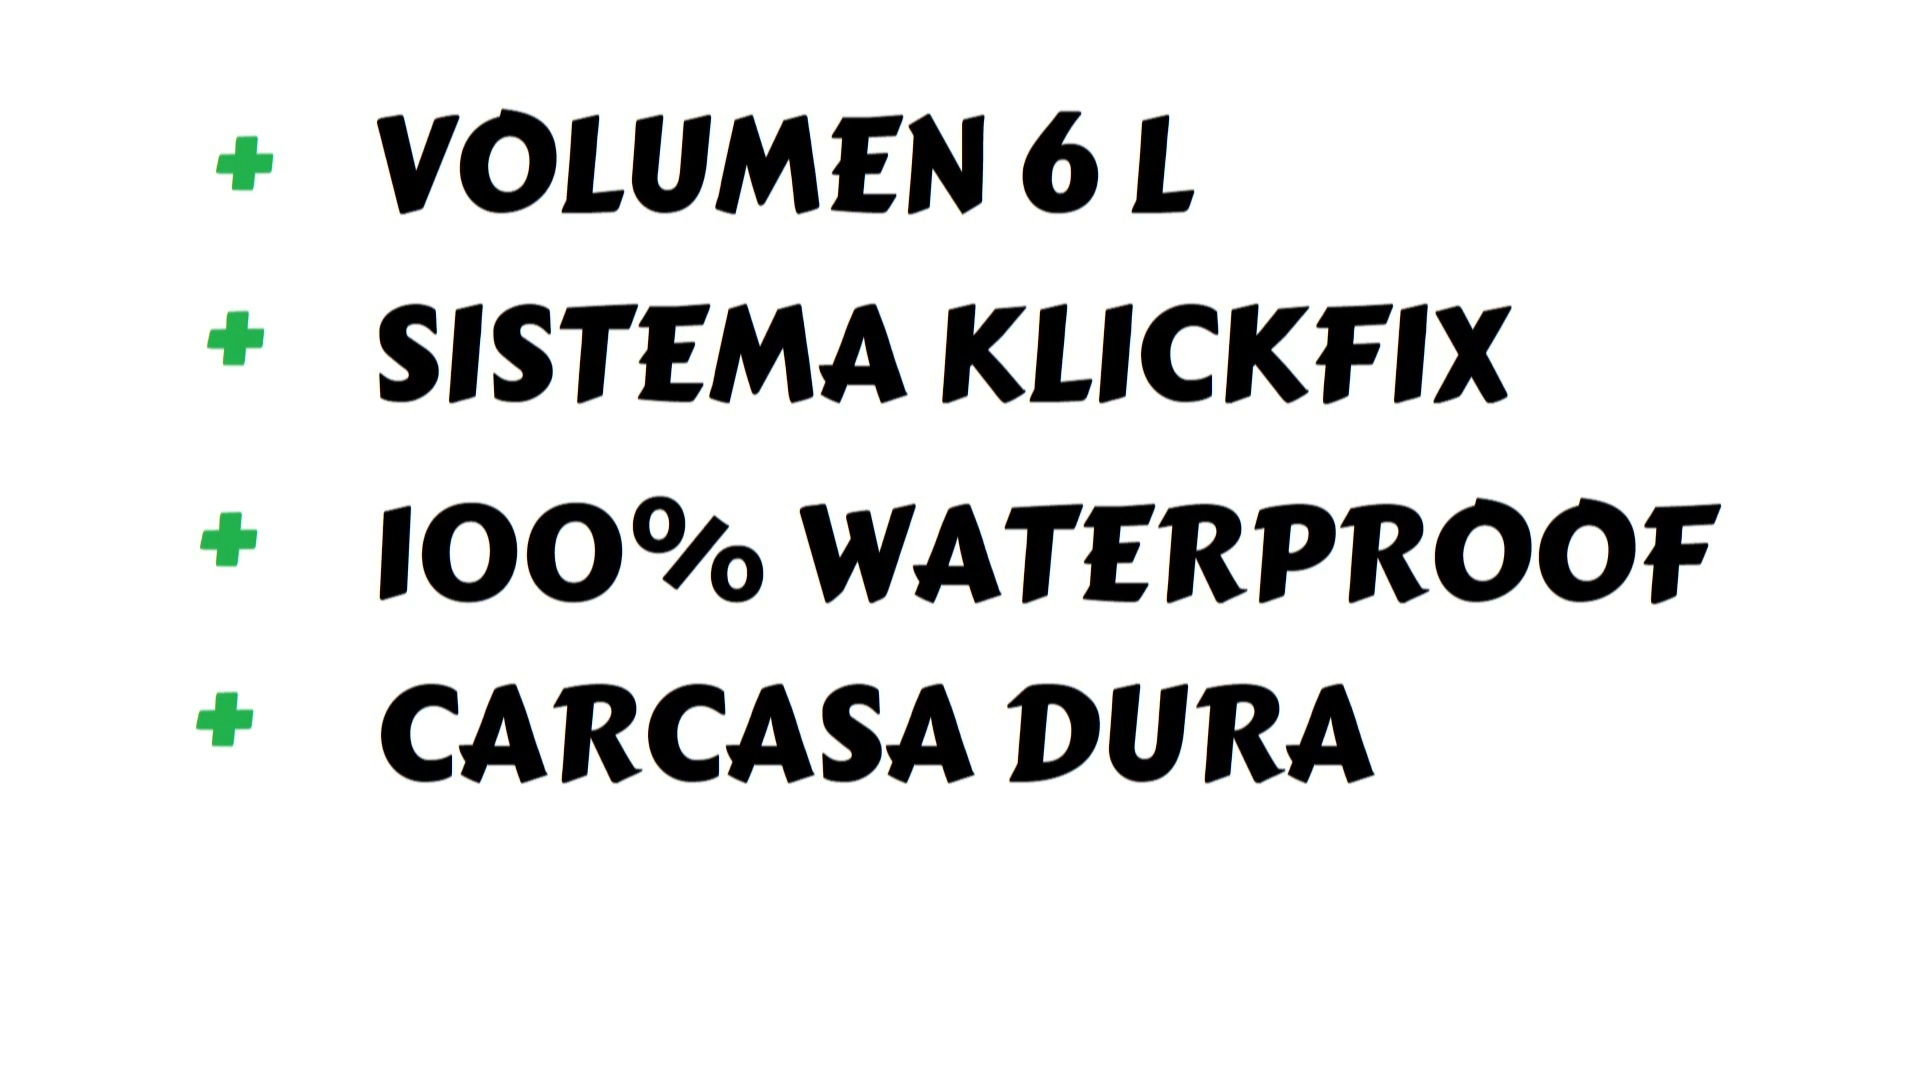 + VOLUMEN 6 L
+ SISTEMA KLICKFIX
+ 100% WATERPROOF
+ CARCASA DURA